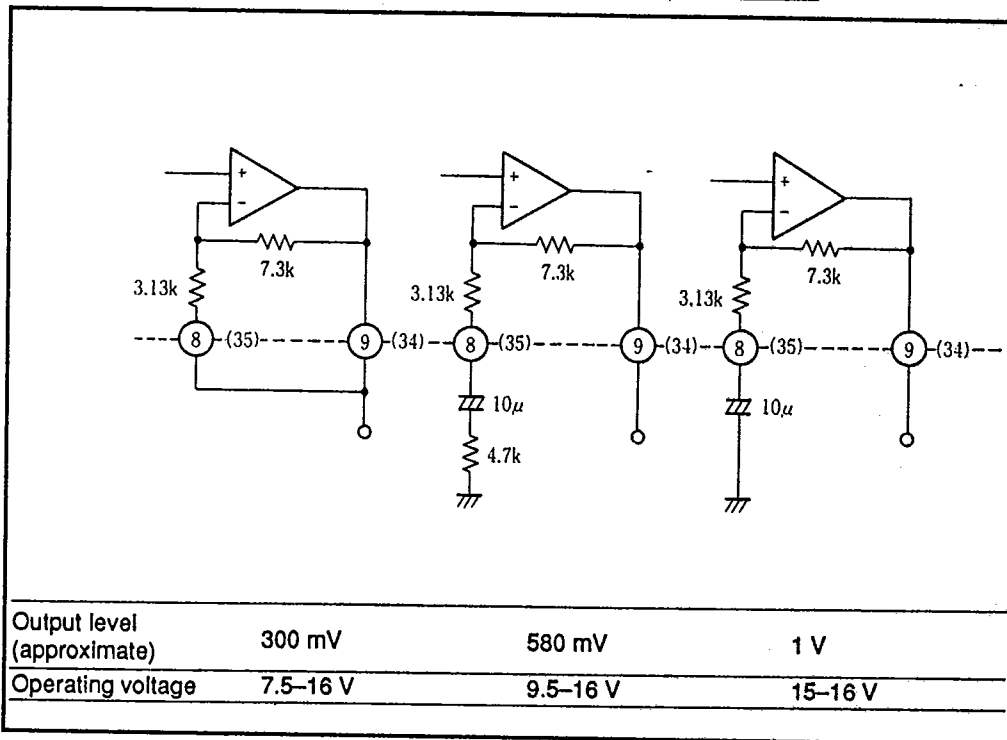 + + +
− − −
7.3k 7.3k 7.3k
3.13k 3.13k 3.13k
8 (35) 9 (34) 8 (35) 9 (34) 8 (35) 9 (34)
10μ 10μ
4.7k
Output level (approximate) 300 mV 580 mV 1 V
Operating voltage 7.5–16 V 9.5–16 V 15–16 V